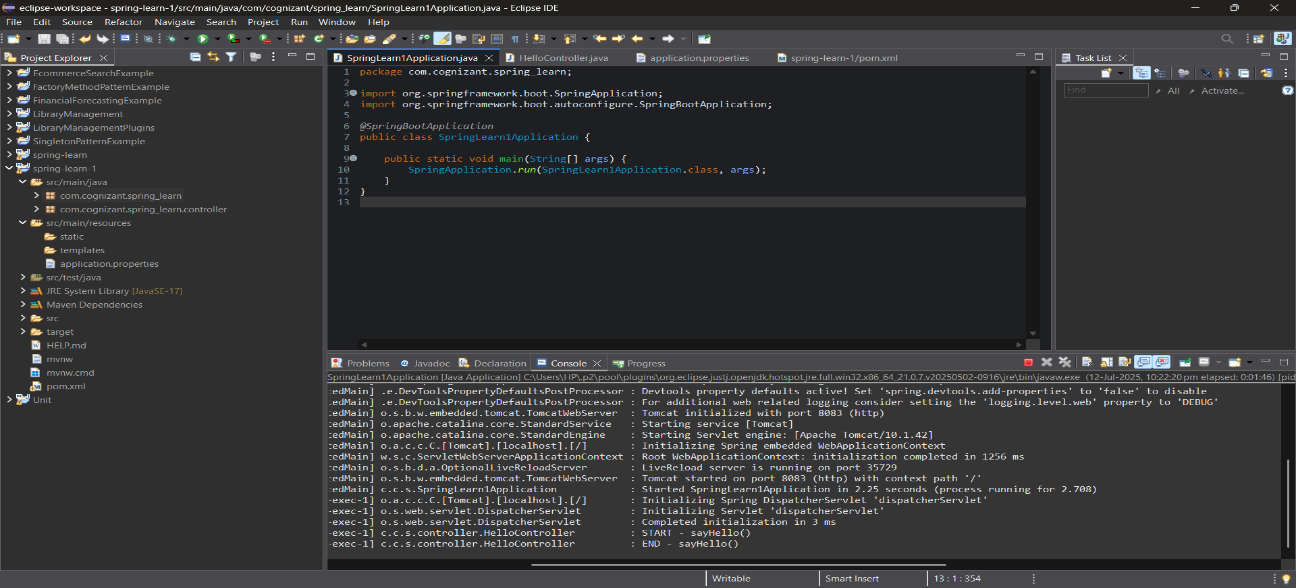 eclipse-workspace - spring-learn-1/src/main/java/com/cognizant/spring_learn/SpringLearn1Application.java - Eclipse IDE
File Edit Source Refactor Navigate Search Project Run Window Help
Project Explorer
EcommerceSearchExample
FactoryMethodPatternExample
FinancialForecastingExample
LibraryManagement
LibraryManagementPlugins
SingletonPatternExample
spring-learn
spring-learn-1
src/main/java
com.cognizant.spring_learn
com.cognizant.spring_learn.controller
src/main/resources
static
templates
application.properties
src/test/java
JRE System Library [JavaSE-17]
Maven Dependencies
src
target
HELP.md
mvnw
mvnw.cmd
pom.xml
Unit
SpringLearn1Application.java HelloController.java application.properties spring-learn-1/pom.xml
1 package com.cognizant.spring_learn;
2
3 import org.springframework.boot.SpringApplication;
4 import org.springframework.boot.autoconfigure.SpringBootApplication;
5
6 @SpringBootApplication
7 public class SpringLearn1Application {
8
9 public static void main(String[] args) {
10 SpringApplication.run(SpringLearn1Application.class, args);
11 }
12 }
13
Task List
Find All Activate...
Problems Javadoc Declaration Console Progress
SpringLearn1Application [Java Application] C:\Users\HP\.p2\pool\plugins\org.eclipse.justj.openjdk.hotspot.jre.full.win32.x86_64_21.0.7.v20250502-0916\jre\bin\javaw.exe (12-Jul-2025, 10:22:20 pm elapsed: 0:01:46) [pid
tedMain] .e.DevToolsPropertyDefaultsPostProcessor : Devtools property defaults active! Set 'spring.devtools.add-properties' to 'false' to disable
tedMain] .e.DevToolsPropertyDefaultsPostProcessor : For additional web related logging consider setting the 'logging.level.web' property to 'DEBUG'
tedMain] o.s.b.w.embedded.tomcat.TomcatWebServer : Tomcat initialized with port 8083 (http)
tedMain] o.apache.catalina.core.StandardService : Starting service [Tomcat]
tedMain] o.apache.catalina.core.StandardEngine : Starting Servlet engine: [Apache Tomcat/10.1.42]
tedMain] o.a.c.c.C.[Tomcat].[localhost].[/] : Initializing Spring embedded WebApplicationContext
tedMain] w.s.c.ServletWebServerApplicationContext : Root WebApplicationContext: initialization completed in 1256 ms
tedMain] o.s.b.d.a.OptionalLiveReloadServer : LiveReload server is running on port 35729
tedMain] o.s.b.w.embedded.tomcat.TomcatWebServer : Tomcat started on port 8083 (http) with context path '/'
tedMain] c.c.s.SpringLearn1Application : Started SpringLearn1Application in 2.25 seconds (process running for 2.708)
-exec-1] o.a.c.c.C.[Tomcat].[localhost].[/] : Initializing Spring DispatcherServlet 'dispatcherServlet'
-exec-1] o.s.web.servlet.DispatcherServlet : Initializing Servlet 'dispatcherServlet'
-exec-1] o.s.web.servlet.DispatcherServlet : Completed initialization in 3 ms
-exec-1] c.c.s.controller.HelloController : START - sayHello()
-exec-1] c.c.s.controller.HelloController : END - sayHello()
Writable Smart Insert 13 : 1 : 354